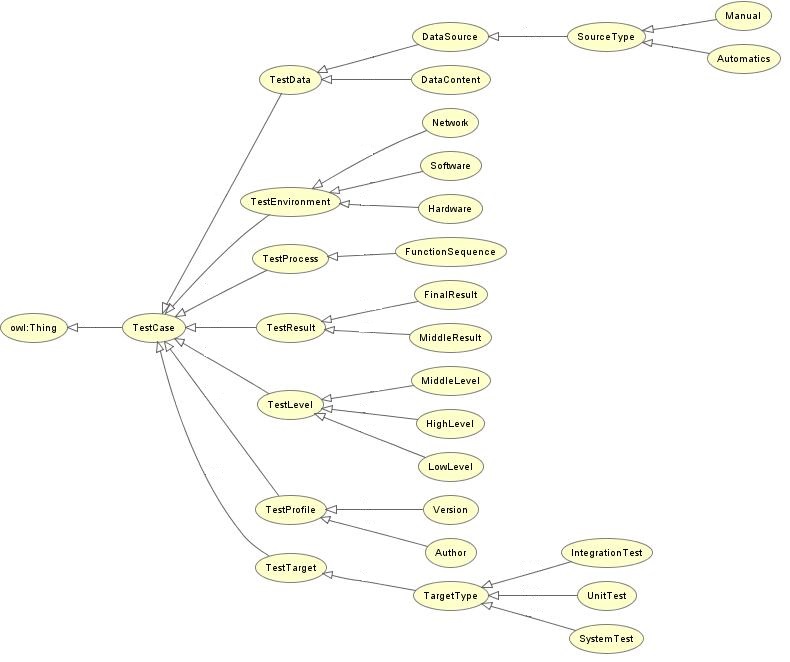 Manual
DataSource
SourceType
Automatics
TestData
DataContent
Network
Software
TestEnvironment
Hardware
FunctionSequence
TestProcess
FinalResult
owl:Thing
TestCase
TestResult
MiddleResult
MiddleLevel
TestLevel
HighLevel
LowLevel
TestProfile
Version
Author
IntegrationTest
TestTarget
TargetType
UnitTest
SystemTest